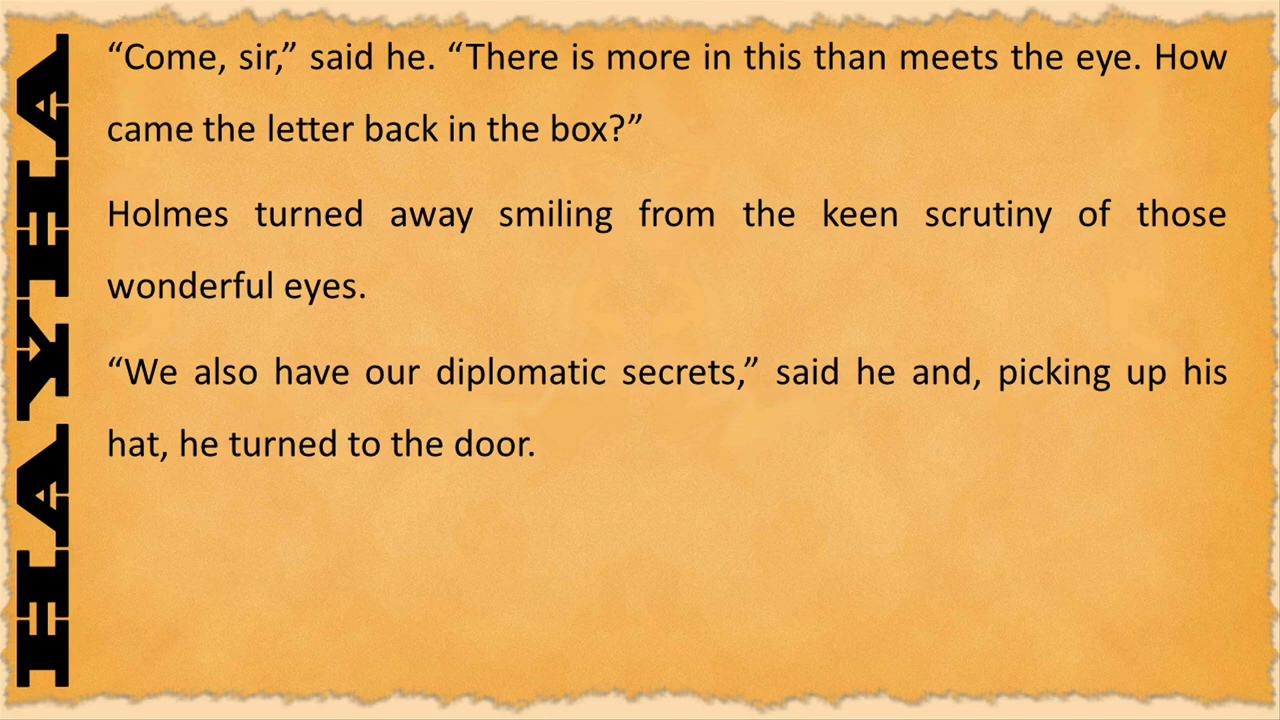 HAYHA
“Come, sir,” said he. “There is more in this than meets the eye. How
came the letter back in the box?”
Holmes turned away smiling from the keen scrutiny of those
wonderful eyes.
“We also have our diplomatic secrets,” said he and, picking up his
hat, he turned to the door.